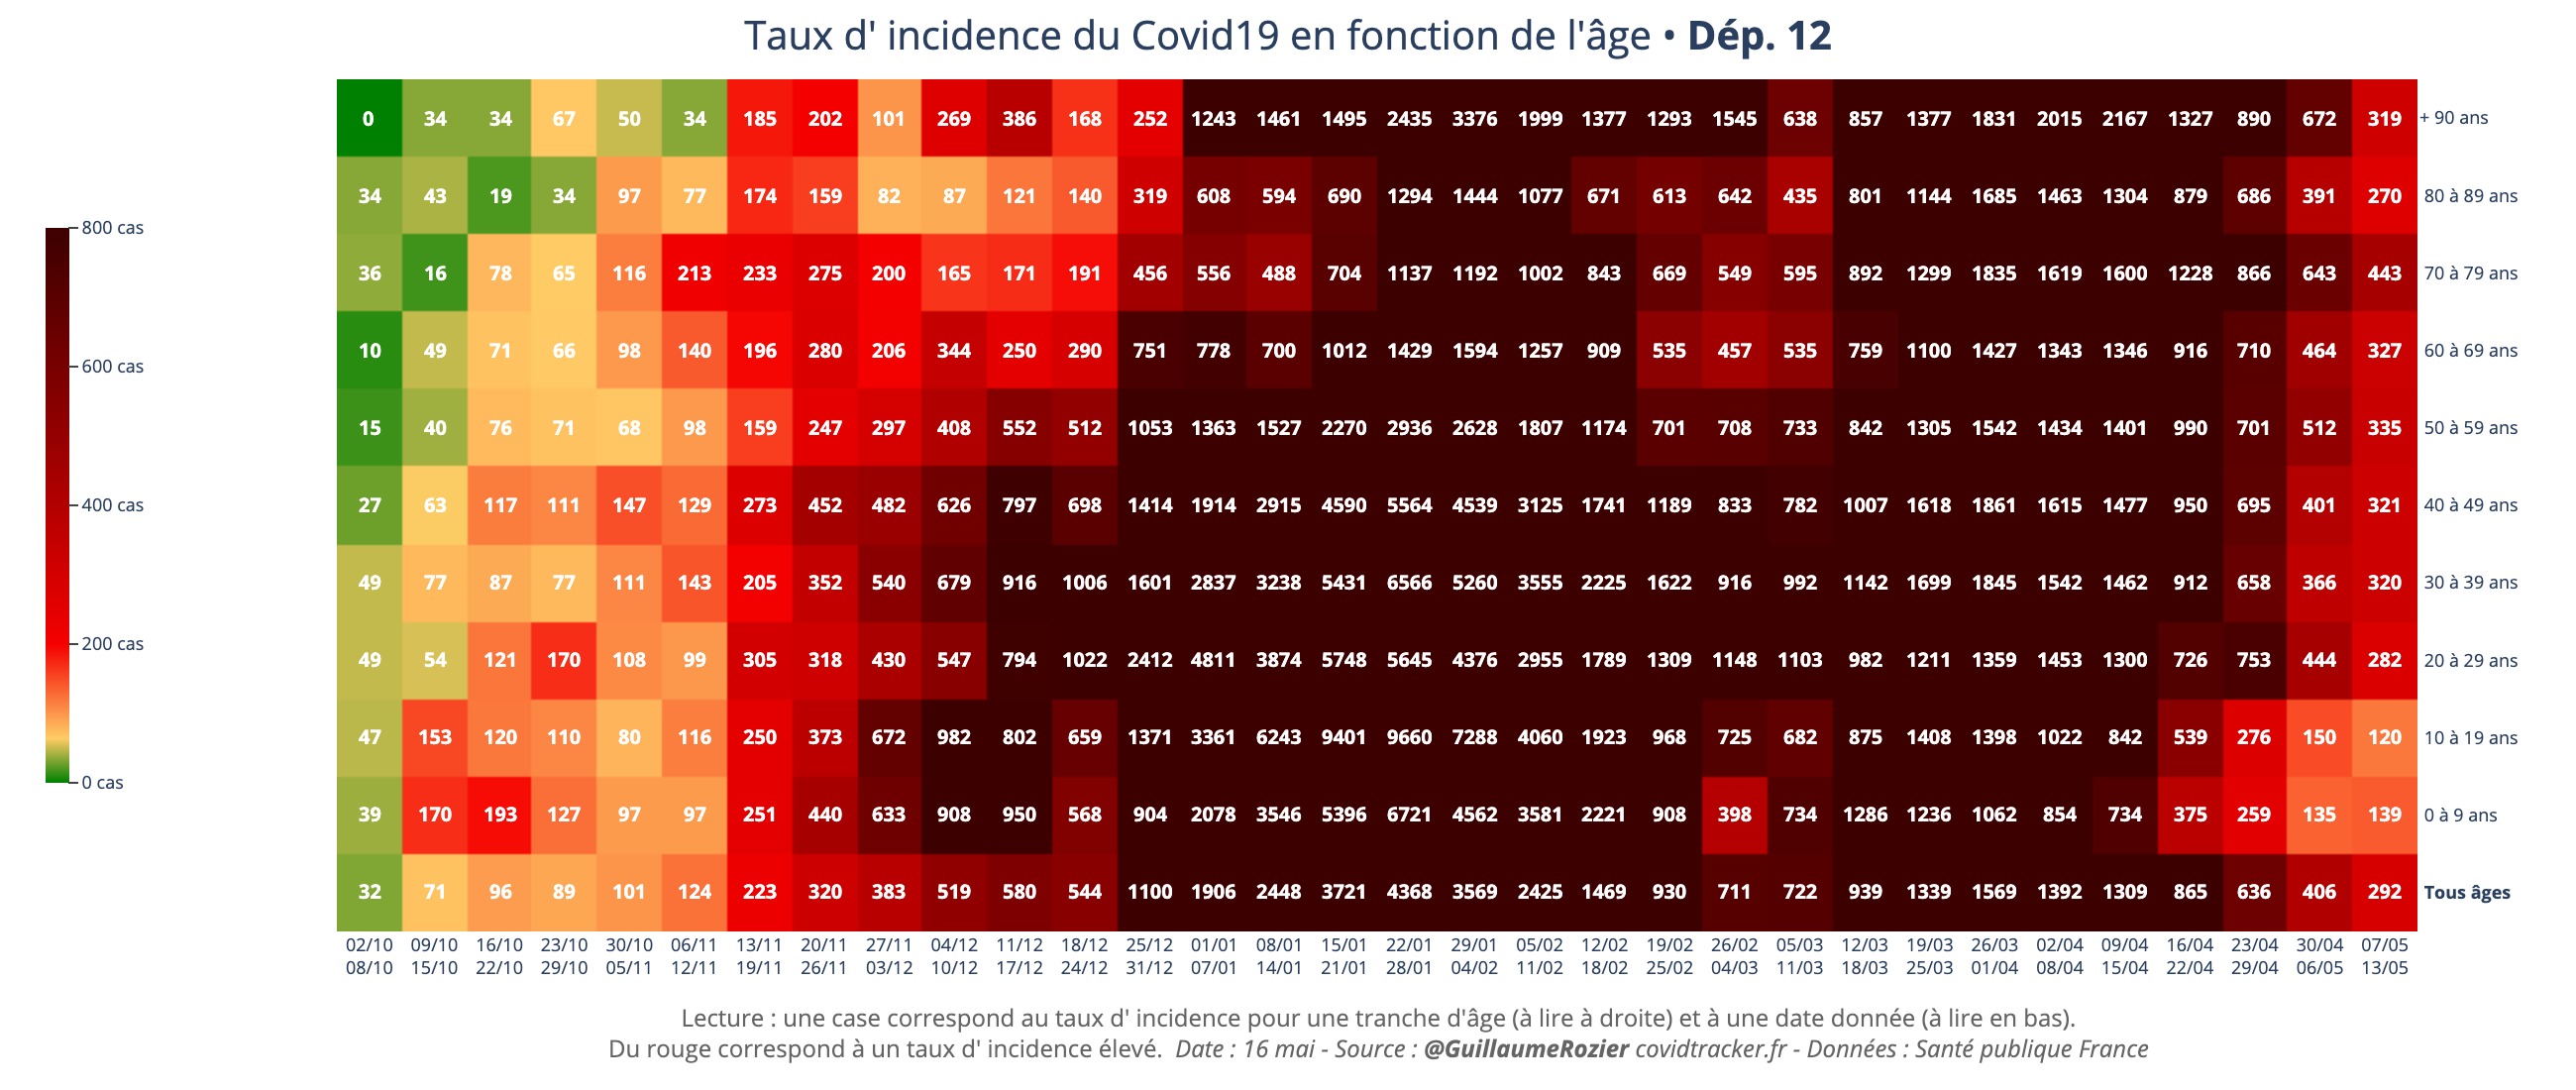 Taux d' incidence du Covid19 en fonction de l'âge • Dép. 12
0 34 34 67 50 34 185 202 101 269 386 168 252 1243 1461 1495 2435 3376 1999 1377 1293 1545 638 857 1377 1831 2015 2167 1327 890 672 319 + 90 ans
34 43 19 34 97 77 174 159 82 87 121 140 319 608 594 690 1294 1444 1077 671 613 642 435 801 1144 1685 1463 1304 879 686 391 270 80 à 89 ans
800 cas
36 16 78 65 116 213 233 275 200 165 171 191 456 556 488 704 1137 1192 1002 843 669 549 595 892 1299 1835 1619 1600 1228 866 643 443 70 à 79 ans
10 49 71 66 98 140 196 280 206 344 250 290 751 778 700 1012 1429 1594 1257 909 535 457 535 759 1100 1427 1343 1346 916 710 464 327 60 à 69 ans
600 cas
15 40 76 71 68 98 159 247 297 408 552 512 1053 1363 1527 2270 2936 2628 1807 1174 701 708 733 842 1305 1542 1434 1401 990 701 512 335 50 à 59 ans
400 cas
27 63 117 111 147 129 273 452 482 626 797 698 1414 1914 2915 4590 5564 4539 3125 1741 1189 833 782 1007 1618 1861 1615 1477 950 695 401 321 40 à 49 ans
49 77 87 77 111 143 205 352 540 679 916 1006 1601 2837 3238 5431 6566 5260 3555 2225 1622 916 992 1142 1699 1845 1542 1462 912 658 366 320 30 à 39 ans
200 cas
49 54 121 170 108 99 305 318 430 547 794 1022 2412 4811 3874 5748 5645 4376 2955 1789 1309 1148 1103 982 1211 1359 1453 1300 726 753 444 282 20 à 29 ans
47 153 120 110 80 116 250 373 672 982 802 659 1371 3361 6243 9401 9660 7288 4060 1923 968 725 682 875 1408 1398 1022 842 539 276 150 120 10 à 19 ans
0 cas
39 170 193 127 97 97 251 440 633 908 950 568 904 2078 3546 5396 6721 4562 3581 2221 908 398 734 1286 1236 1062 854 734 375 259 135 139 0 à 9 ans
32 71 96 89 101 124 223 320 383 519 580 544 1100 1906 2448 3721 4368 3569 2425 1469 930 711 722 939 1339 1569 1392 1309 865 636 406 292 Tous âges
02/10 09/10 16/10 23/10 30/10 06/11 13/11 20/11 27/11 04/12 11/12 18/12 25/12 01/01 08/01 15/01 22/01 29/01 05/02 12/02 19/02 26/02 05/03 12/03 19/03 26/03 02/04 09/04 16/04 23/04 30/04 07/05
08/10 15/10 22/10 29/10 05/11 12/11 19/11 26/11 03/12 10/12 17/12 24/12 31/12 07/01 14/01 21/01 28/01 04/02 11/02 18/02 25/02 04/03 11/03 18/03 25/03 01/04 08/04 15/04 22/04 29/04 06/05 13/05
Lecture : une case correspond au taux d' incidence pour une tranche d'âge (à lire à droite) et à une date donnée (à lire en bas).
Du rouge correspond à un taux d' incidence élevé. Date : 16 mai - Source : @GuillaumeRozier covidtracker.fr - Données : Santé publique France